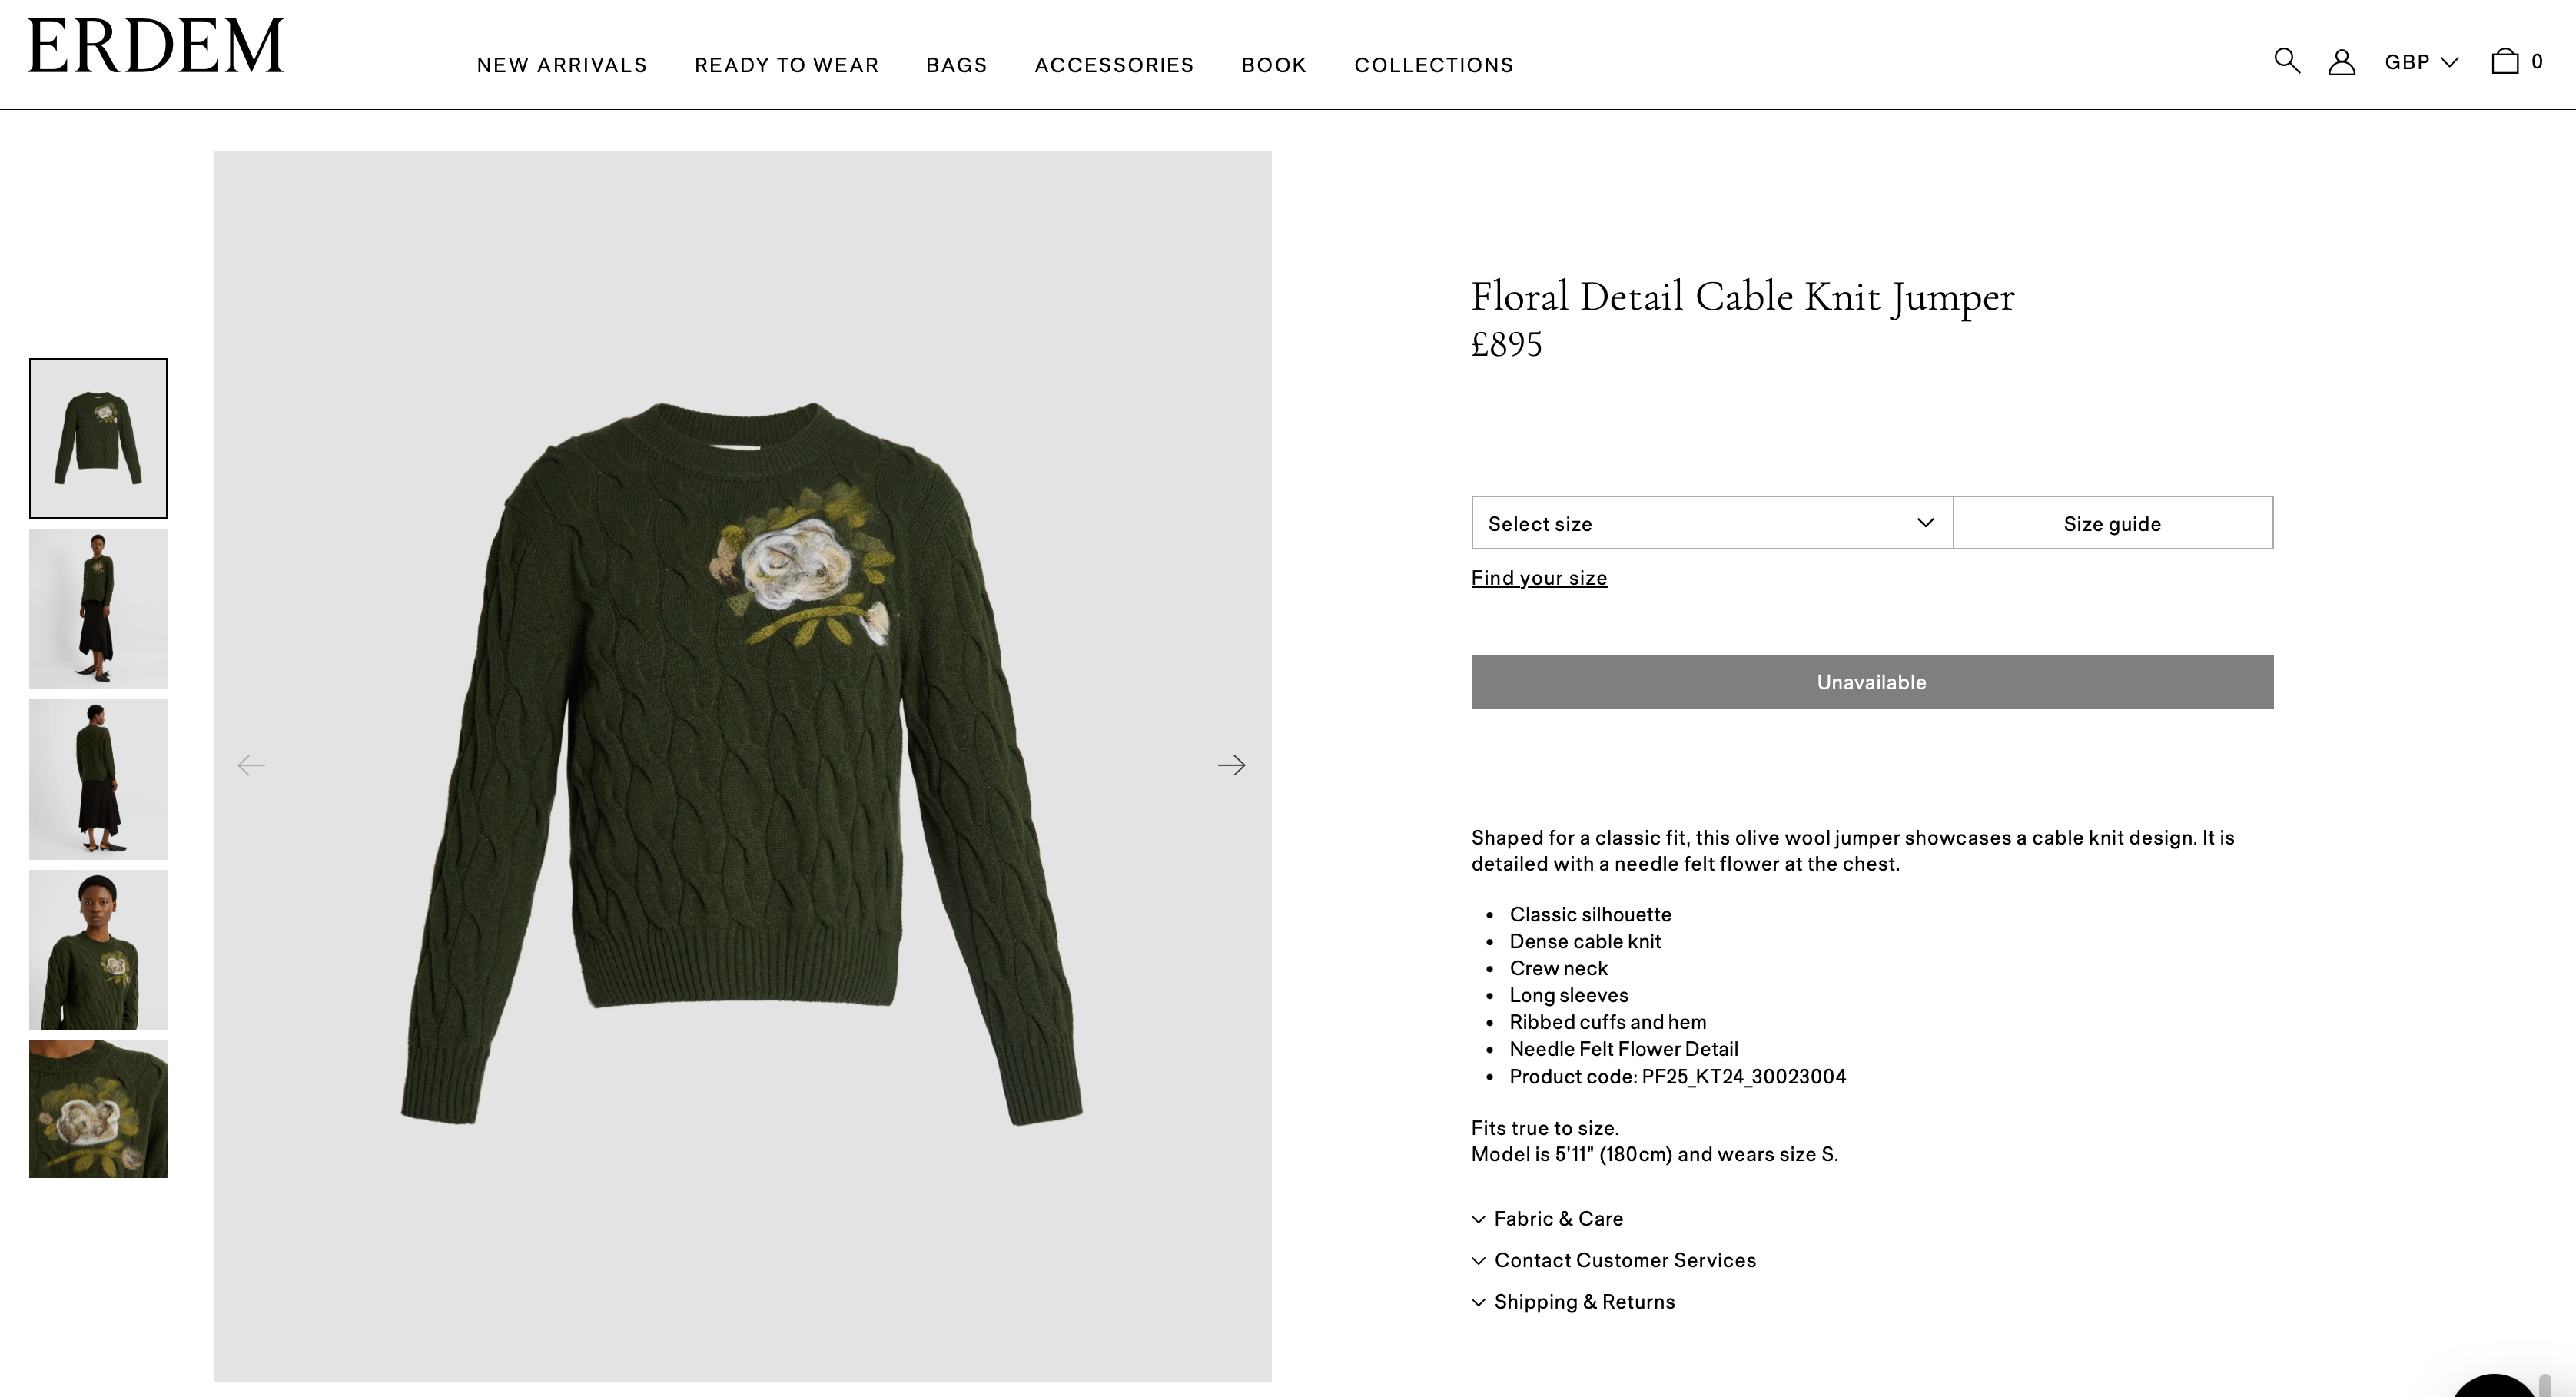 ERDEM
NEW ARRIVALS READY TO WEAR BAGS ACCESSORIES BOOK COLLECTIONS
GBP 0
Floral Detail Cable Knit Jumper
£895
Select size Size guide
Find your size
Unavailable
Shaped for a classic fit, this olive wool jumper showcases a cable knit design. It is
detailed with a needle felt flower at the chest.
• Classic silhouette
• Dense cable knit
• Crew neck
• Long sleeves
• Ribbed cuffs and hem
• Needle Felt Flower Detail
• Product code: PF25_KT24_30023004
Fits true to size.
Model is 5'11" (180cm) and wears size S.
Fabric & Care
Contact Customer Services
Shipping & Returns